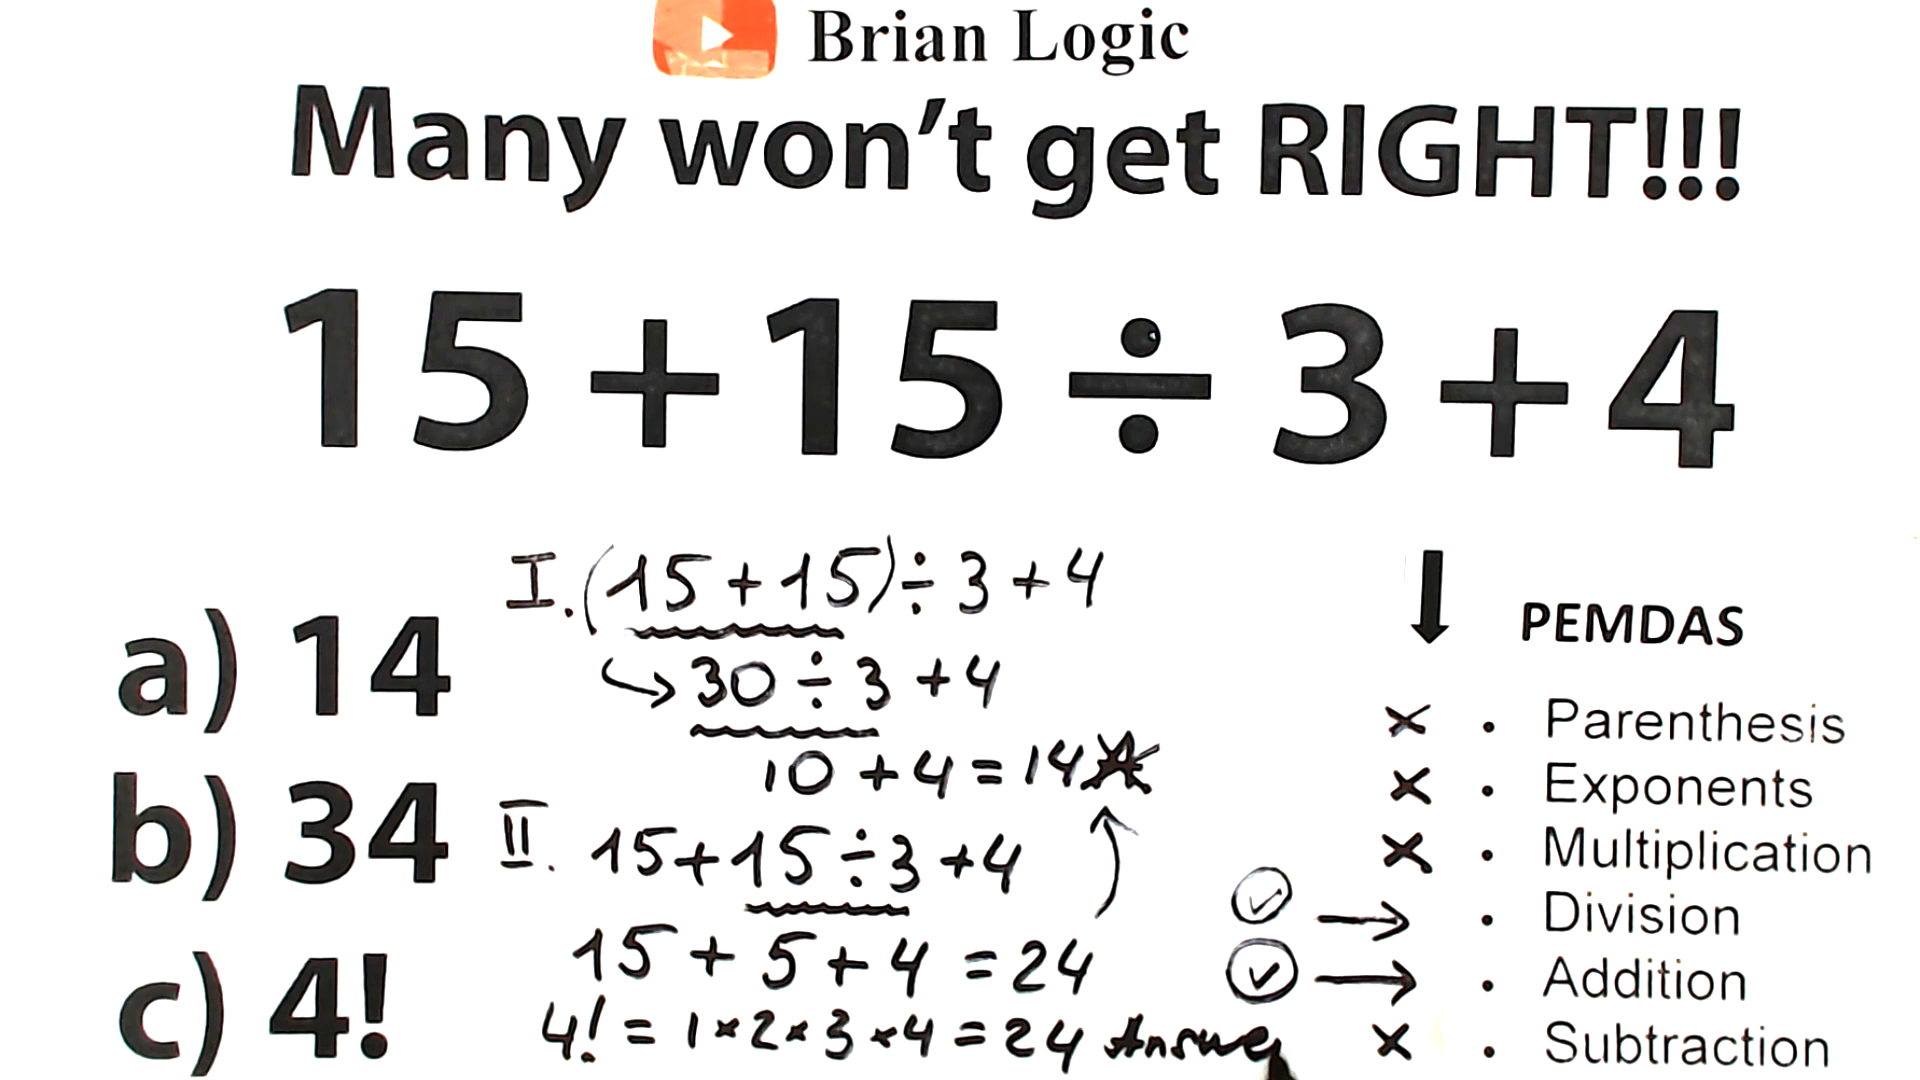 Brian Logic
Many won’t get RIGHT!!!
15 + 15 ÷ 3 + 4
a) 14
b) 34
c) 4!
I. (15 + 15) ÷ 3 + 4
↪ 30 ÷ 3 + 4
10 + 4 = 14
II. 15 + 15 ÷ 3 + 4
15 + 5 + 4 = 24
4! = 1 × 2 × 3 × 4 = 24 Answer
↓ PEMDAS
× • Parenthesis
× • Exponents
× • Multiplication
✓ → • Division
✓ → • Addition
× • Subtraction